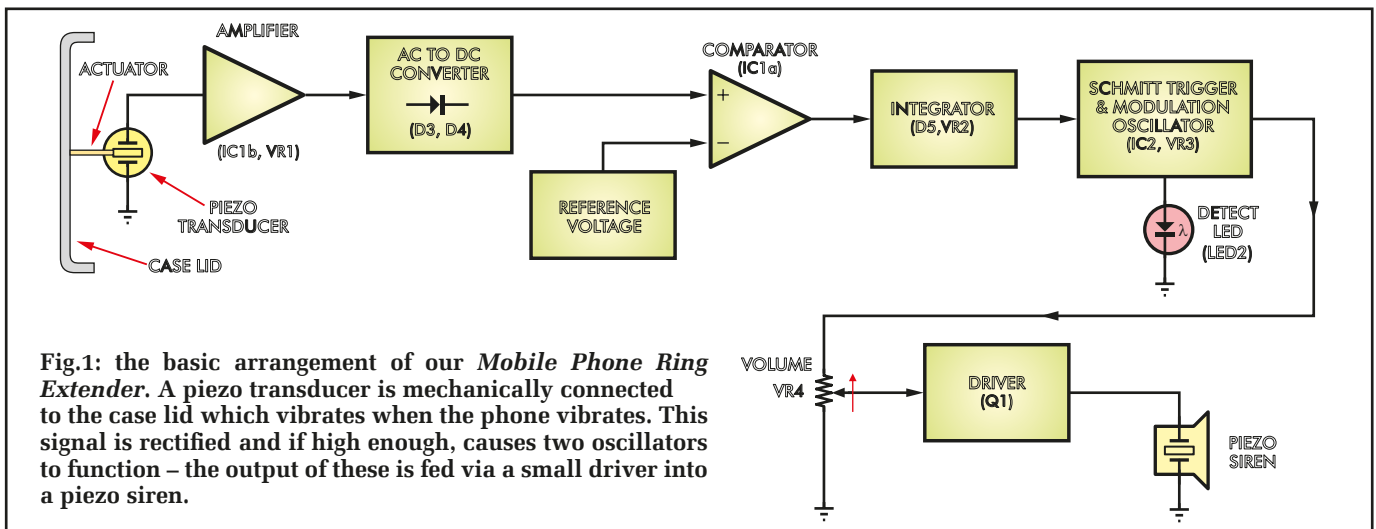 AMPLIFIER
ACTUATOR
(IC1b, VR1)
PIEZO
TRANSDUCER
CASE LID
AC TO DC
CONVERTER
(D3, D4)
COMPARATOR
(IC1a)
+
−
REFERENCE
VOLTAGE
INTEGRATOR
(D5,VR2)
SCHMITT TRIGGER
& MODULATION
OSCILLATOR
(IC2, VR3)
λ
DETECT
LED
(LED2)
VOLUME
VR4
DRIVER
(Q1)
PIEZO
SIREN
Fig.1: the basic arrangement of our Mobile Phone Ring
Extender. A piezo transducer is mechanically connected
to the case lid which vibrates when the phone vibrates. This
signal is rectified and if high enough, causes two oscillators
to function – the output of these is fed via a small driver into
a piezo siren.